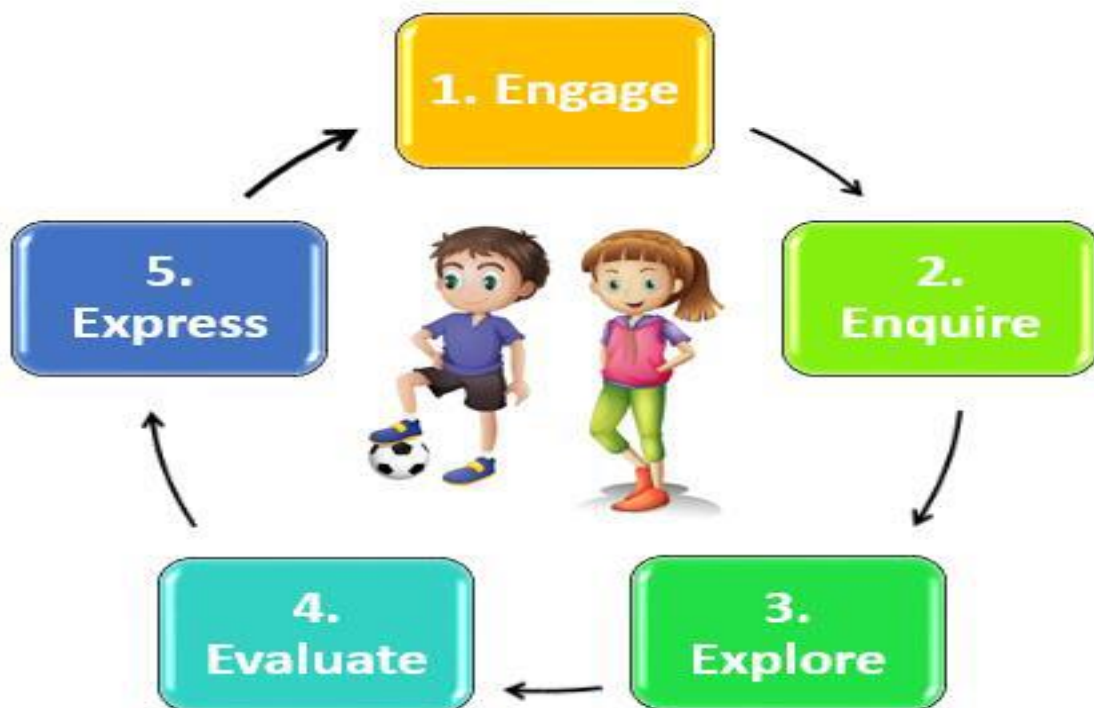 1. Engage
2.
Enquire
3.
Explore
4.
Evaluate
5.
Express